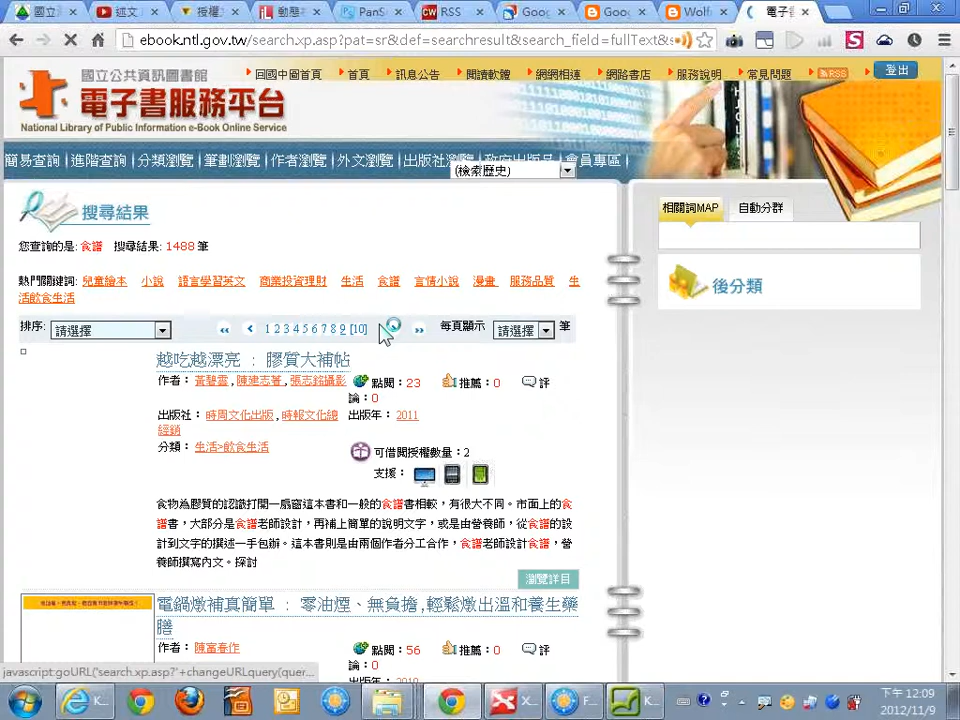 國立
近文
授權
動態
PanS
RSS
Goog
Goo
Wolf
電子書
ebook.ntl.gov.tw/search.xp.asp?pat=sr&def=searchresult&search_field=fullText&s
國立公共資訊圖書館
電子書服務平台
National Library of Public Information e-Book Online Service
回國中圖首頁 首頁 訊息公告 閱讀軟體 網網相連 網路書店 服務說明 常見問題 RSS 登出
簡易查詢|進階查詢|分類瀏覽|筆劃瀏覽|作者瀏覽|外文瀏覽|出版社瀏覽|政府出版品|會員專區|
(檢索歷史)
搜尋結果
相關詞MAP 自動分群
您查詢的是: 食譜 搜尋結果: 1488 筆
熱門關鍵詞: 兒童繪本 小說 語言學習英文 商業投資理財 生活 食譜 言情小說 漫畫 服務品質 生
活飲食生活
後分類
排序: 請選擇 1 2 3 4 5 6 7 8 9 [10] 每頁顯示 請選擇 筆
越吃越漂亮 : 膠質大補帖
作者: 黃碧雲,陳建志著,張志銘攝影 點閱:23 推薦:0 評
論:0
出版社: 時周文化出版,時報文化總 出版年: 2011
經銷
分類: 生活>飲食生活
可借閱授權數量:2
支援:
食物為膠質的認識打開一扇窗這本書和一般的食譜書相較,有很大不同。市面上的食
譜書,大部分是食譜老師設計,再補上簡單的說明文字,或是由營養師,從食譜的設
計到文字的撰述一手包辦。這本書則是由兩個作者分工合作,食譜老師設計食譜,營
養師撰寫內文。探討
瀏覽詳目
電鍋燉補真簡單 : 零油煙、無負擔,輕鬆燉出溫和養生藥
膳
作者: 陳富春作 點閱:56 推薦:0 評
論:0
javascript:goURL("search.xp.asp?"+changeURLquery(quer...
K...
K...
X...
F...
K...
下午 12:09
2012/11/9